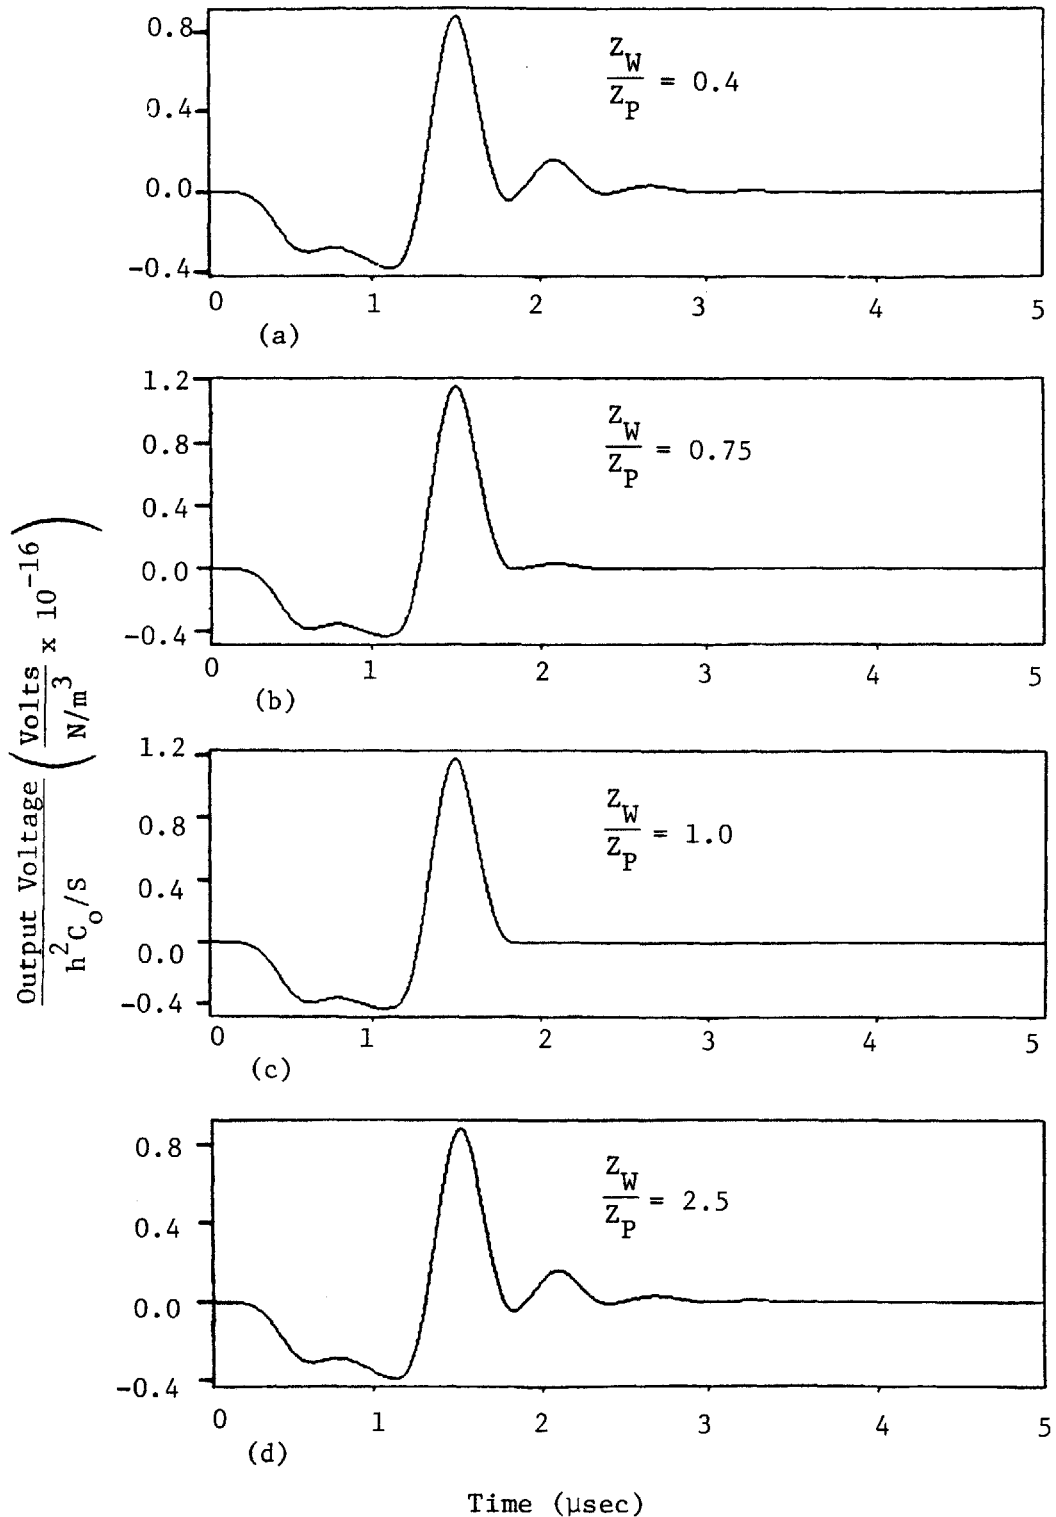 Output Voltage / h²C₀/S (Volts / N/m³ x 10⁻¹⁶)
0.8
0.4
0.0
-0.4
Z_W / Z_P = 0.4
0 1 2 3 4 5
(a)
1.2
0.8
0.4
0.0
-0.4
Z_W / Z_P = 0.75
0 1 2 3 4 5
(b)
1.2
0.8
0.4
0.0
-0.4
Z_W / Z_P = 1.0
0 1 2 3 4 5
(c)
0.8
0.4
0.0
-0.4
Z_W / Z_P = 2.5
0 1 2 3 4 5
(d)
Time (μsec)